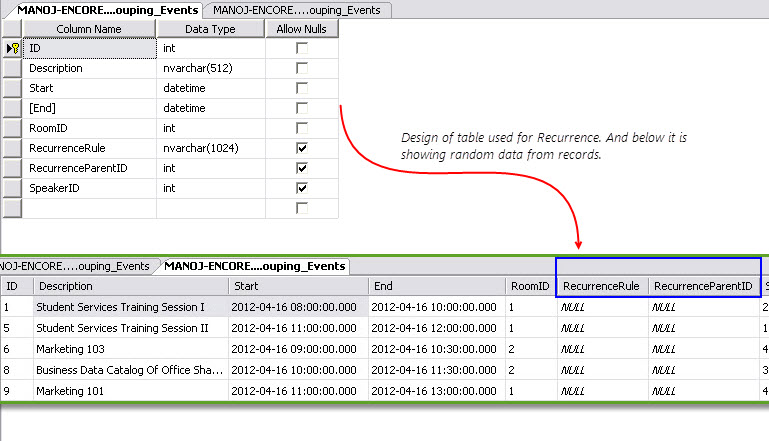 MANOJ-ENCORE....ouping_Events MANOJ-ENCORE....ouping_Events
Column Name Data Type Allow Nulls
ID int
Description nvarchar(512)
Start datetime
[End] datetime
RoomID int
RecurrenceRule nvarchar(1024)
RecurrenceParentID int
SpeakerID int
Design of table used for Recurrence. And below it is
showing random data from records.
NOJ-ENCORE....ouping_Events MANOJ-ENCORE....ouping_Events
ID Description Start End RoomID RecurrenceRule RecurrenceParentID S
1 Student Services Training Session I 2012-04-16 08:00:00.000 2012-04-16 10:00:00.000 1 NULL NULL 2
5 Student Services Training Session II 2012-04-16 11:00:00.000 2012-04-16 12:00:00.000 1 NULL NULL 1
6 Marketing 103 2012-04-16 09:00:00.000 2012-04-16 10:30:00.000 2 NULL NULL 4
8 Business Data Catalog Of Office Sha... 2012-04-16 10:00:00.000 2012-04-16 11:30:00.000 2 NULL NULL 3
9 Marketing 101 2012-04-16 11:00:00.000 2012-04-16 13:00:00.000 1 NULL NULL 4